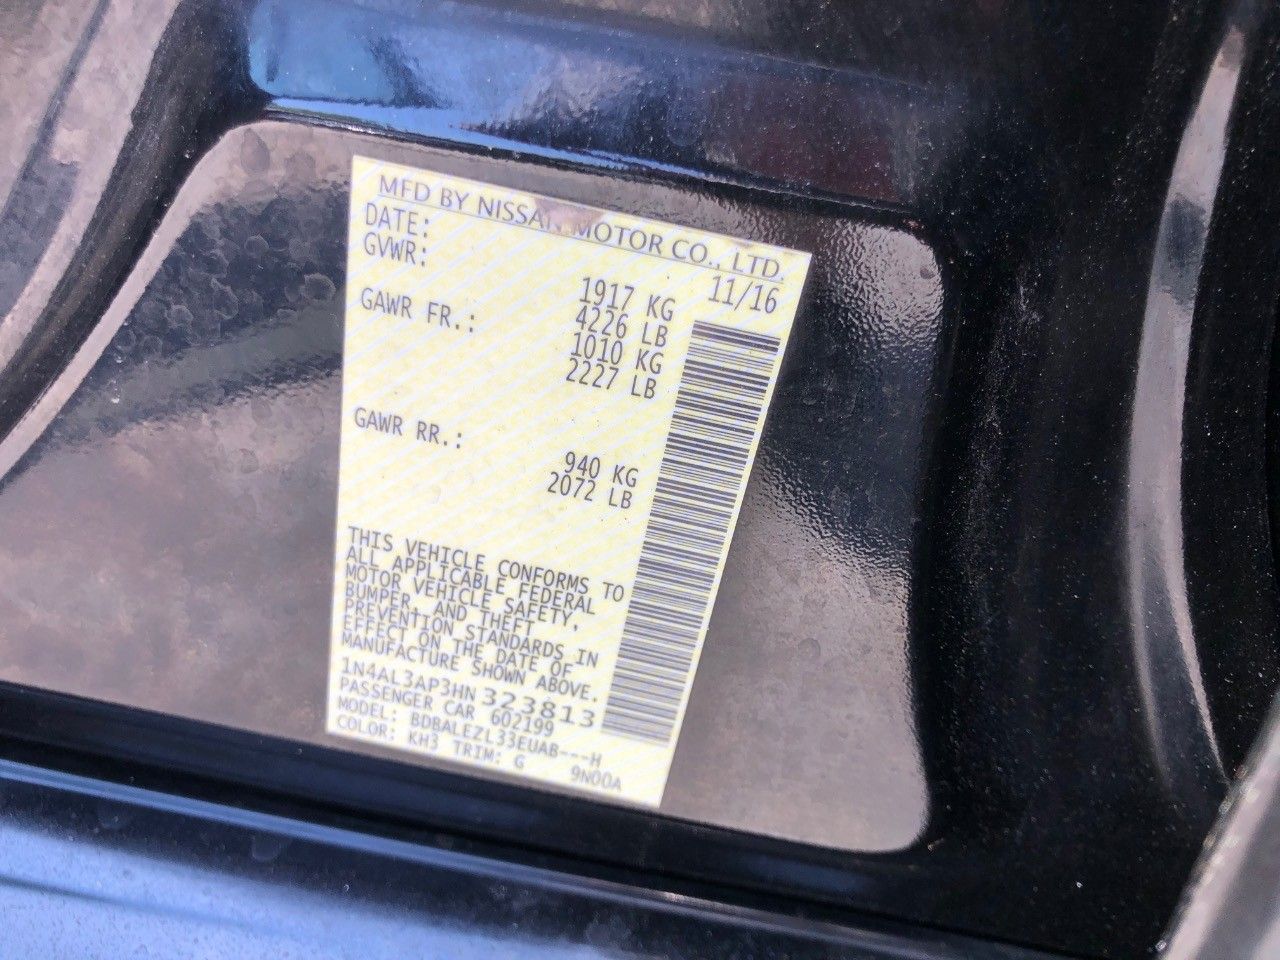 MFD BY NISSAN MOTOR CO., LTD.
DATE: 11/16
GVWR: 1917 KG
4226 LB
GAWR FR.: 1010 KG
2227 LB
GAWR RR.: 940 KG
2072 LB
THIS VEHICLE CONFORMS TO
ALL APPLICABLE FEDERAL
MOTOR VEHICLE SAFETY,
BUMPER, AND THEFT
PREVENTION STANDARDS IN
EFFECT ON THE DATE OF
MANUFACTURE SHOWN ABOVE.
1N4AL3AP3HN 323813
PASSENGER CAR 602199
MODEL: BDBALEZL33EUAB---H
COLOR: KH3 TRIM: G 9N00A